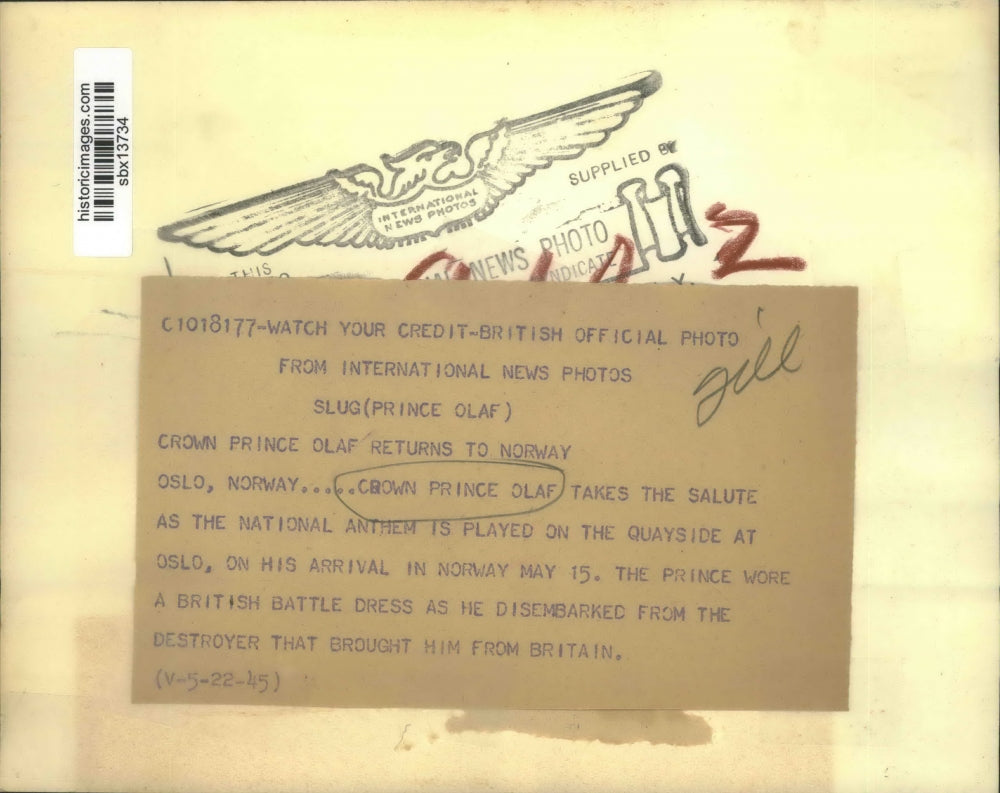 historicimages.com
sbx13734
INTERNATIONAL
NEWS PHOTOS
SUPPLIED BY
THIS
NEWS PHOTO
C1018177-WATCH YOUR CREDIT-BRITISH OFFICIAL PHOTO
FROM INTERNATIONAL NEWS PHOTOS
SLUG(PRINCE OLAF)
CROWN PRINCE OLAF RETURNS TO NORWAY
OSLO, NORWAY.....CROWN PRINCE OLAF TAKES THE SALUTE
AS THE NATIONAL ANTHEM IS PLAYED ON THE QUAYSIDE AT
OSLO, ON HIS ARRIVAL IN NORWAY MAY 15. THE PRINCE WORE
A BRITISH BATTLE DRESS AS HE DISEMBARKED FROM THE
DESTROYER THAT BROUGHT HIM FROM BRITAIN.
(V-5-22-45)